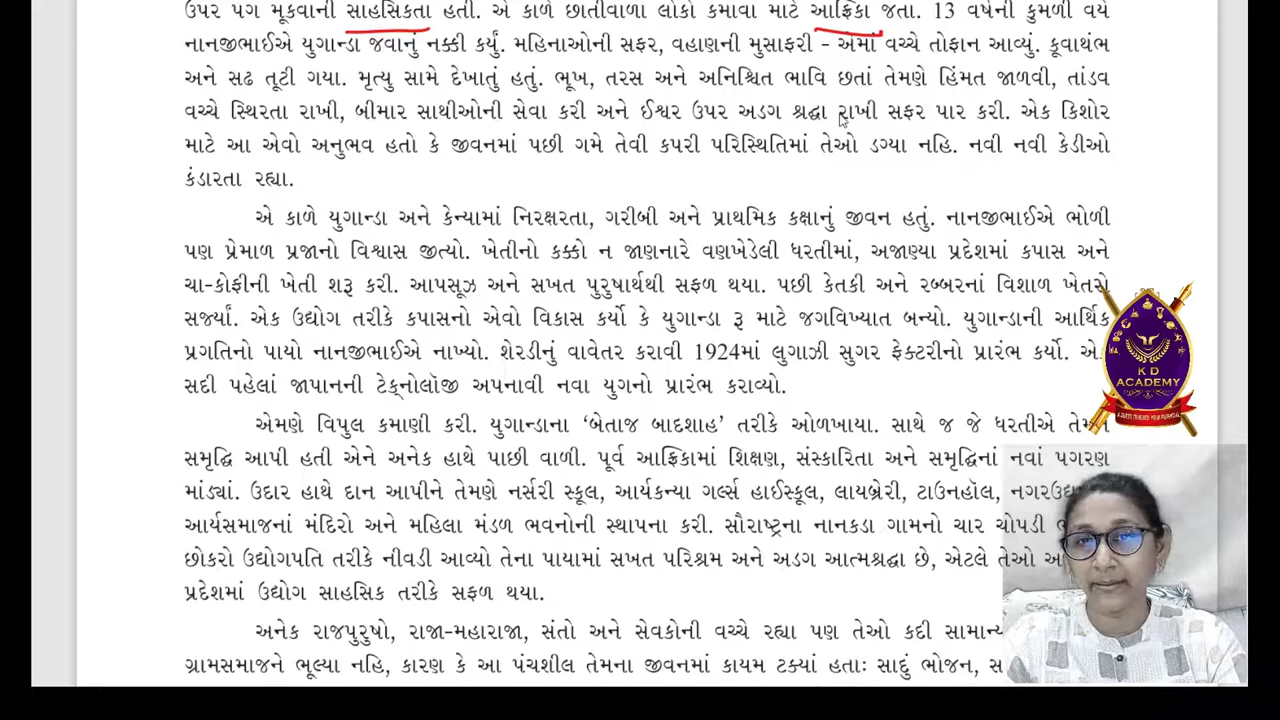 ઉપર પગ મૂકવાની સાહસિકતા હતી. એ કાળે છાતીવાળા લોકો કમાવા માટે આફ્રિકા જતા. 13 વર્ષની કુમળી વયે
નાનજીભાઈએ યુગાન્ડા જવાનું નક્કી કર્યું. મહિનાઓની સફર, વહાણની મુસાફરી - એમાં વચ્ચે તોફાન આવ્યું. કૂવાથંભ
અને સઢ તૂટી ગયા. મૃત્યુ સામે દેખાતું હતું. ભૂખ, તરસ અને અનિશ્ચિત ભાવિ છતાં તેમણે હિંમત જાળવી, તાંડવ
વચ્ચે સ્થિરતા રાખી, બીમાર સાથીઓની સેવા કરી અને ઈશ્વર ઉપર અડગ શ્રદ્ધા રાખી સફર પાર કરી. એક કિશોર
માટે આ એવો અનુભવ હતો કે જીવનમાં પછી ગમે તેવી કપરી પરિસ્થિતિમાં તેઓ ડગ્યા નહિ. નવી નવી કેડીઓ
કંડારતા રહ્યા.
એ કાળે યુગાન્ડા અને કેન્યામાં નિરક્ષરતા, ગરીબી અને પ્રાથમિક કક્ષાનું જીવન હતું. નાનજીભાઈએ ભોળી
પણ પ્રેમાળ પ્રજાનો વિશ્વાસ જીત્યો. ખેતીનો કક્કો ન જાણનારે વણખેડેલી ધરતીમાં, અજાણ્યા પ્રદેશમાં કપાસ અને
ચા-કોફીની ખેતી શરૂ કરી. આપસૂઝ અને સખત પુરુષાર્થથી સફળ થયા. પછી કેતકી અને રબ્બરનાં વિશાળ ખેતરો
સર્જ્યાં. એક ઉદ્યોગ તરીકે કપાસનો એવો વિકાસ કર્યો કે યુગાન્ડા રૂ માટે જગવિખ્યાત બન્યો. યુગાન્ડાની આર્થિક
પ્રગતિનો પાયો નાનજીભાઈએ નાખ્યો. શેરડીનું વાવેતર કરાવી 1924માં લુગાઝી સુગર ફેક્ટરીનો પ્રારંભ કર્યો.
સદી પહેલાં જાપાનની ટેક્નોલૉજી અપનાવી નવા યુગનો પ્રારંભ કરાવ્યો.
એમણે વિપુલ કમાણી કરી. યુગાન્ડાના ‘બેતાજ બાદશાહ’ તરીકે ઓળખાયા. સાથે જ જે ધરતીએ
સમૃદ્ધિ આપી હતી એને અનેક હાથે પાછી વાળી. પૂર્વ આફ્રિકામાં શિક્ષણ, સંસ્કારિતા અને સમૃદ્ધિનાં નવાં પગરણ
માંડ્યાં. ઉદાર હાથે દાન આપીને તેમણે નર્સરી સ્કૂલ, આર્યકન્યા ગર્લ્સ હાઈસ્કૂલ, લાયબ્રેરી, ટાઉનહૉલ,
આર્યસમાજનાં મંદિરો અને મહિલા મંડળ ભવનોની સ્થાપના કરી. સૌરાષ્ટ્રના નાનકડા ગામનો ચાર ચોપડી
છોકરો ઉદ્યોગપતિ તરીકે નીવડી આવ્યો તેના પાયામાં સખત પરિશ્રમ અને અડગ આત્મશ્રદ્ધા છે, એટલે તેઓ
પ્રદેશમાં ઉદ્યોગ સાહસિક તરીકે સફળ થયા.
અનેક રાજપુરુષો, રાજા-મહારાજા, સંતો અને સેવકોની વચ્ચે રહ્યા પણ તેઓ કદી સામાન્ય
ગ્રામસમાજને ભૂલ્યા નહિ, કારણ કે આ પંચશીલ તેમના જીવનમાં કાયમ ટક્યાં હતાઃ સાદું ભોજન,
K D
ACADEMY